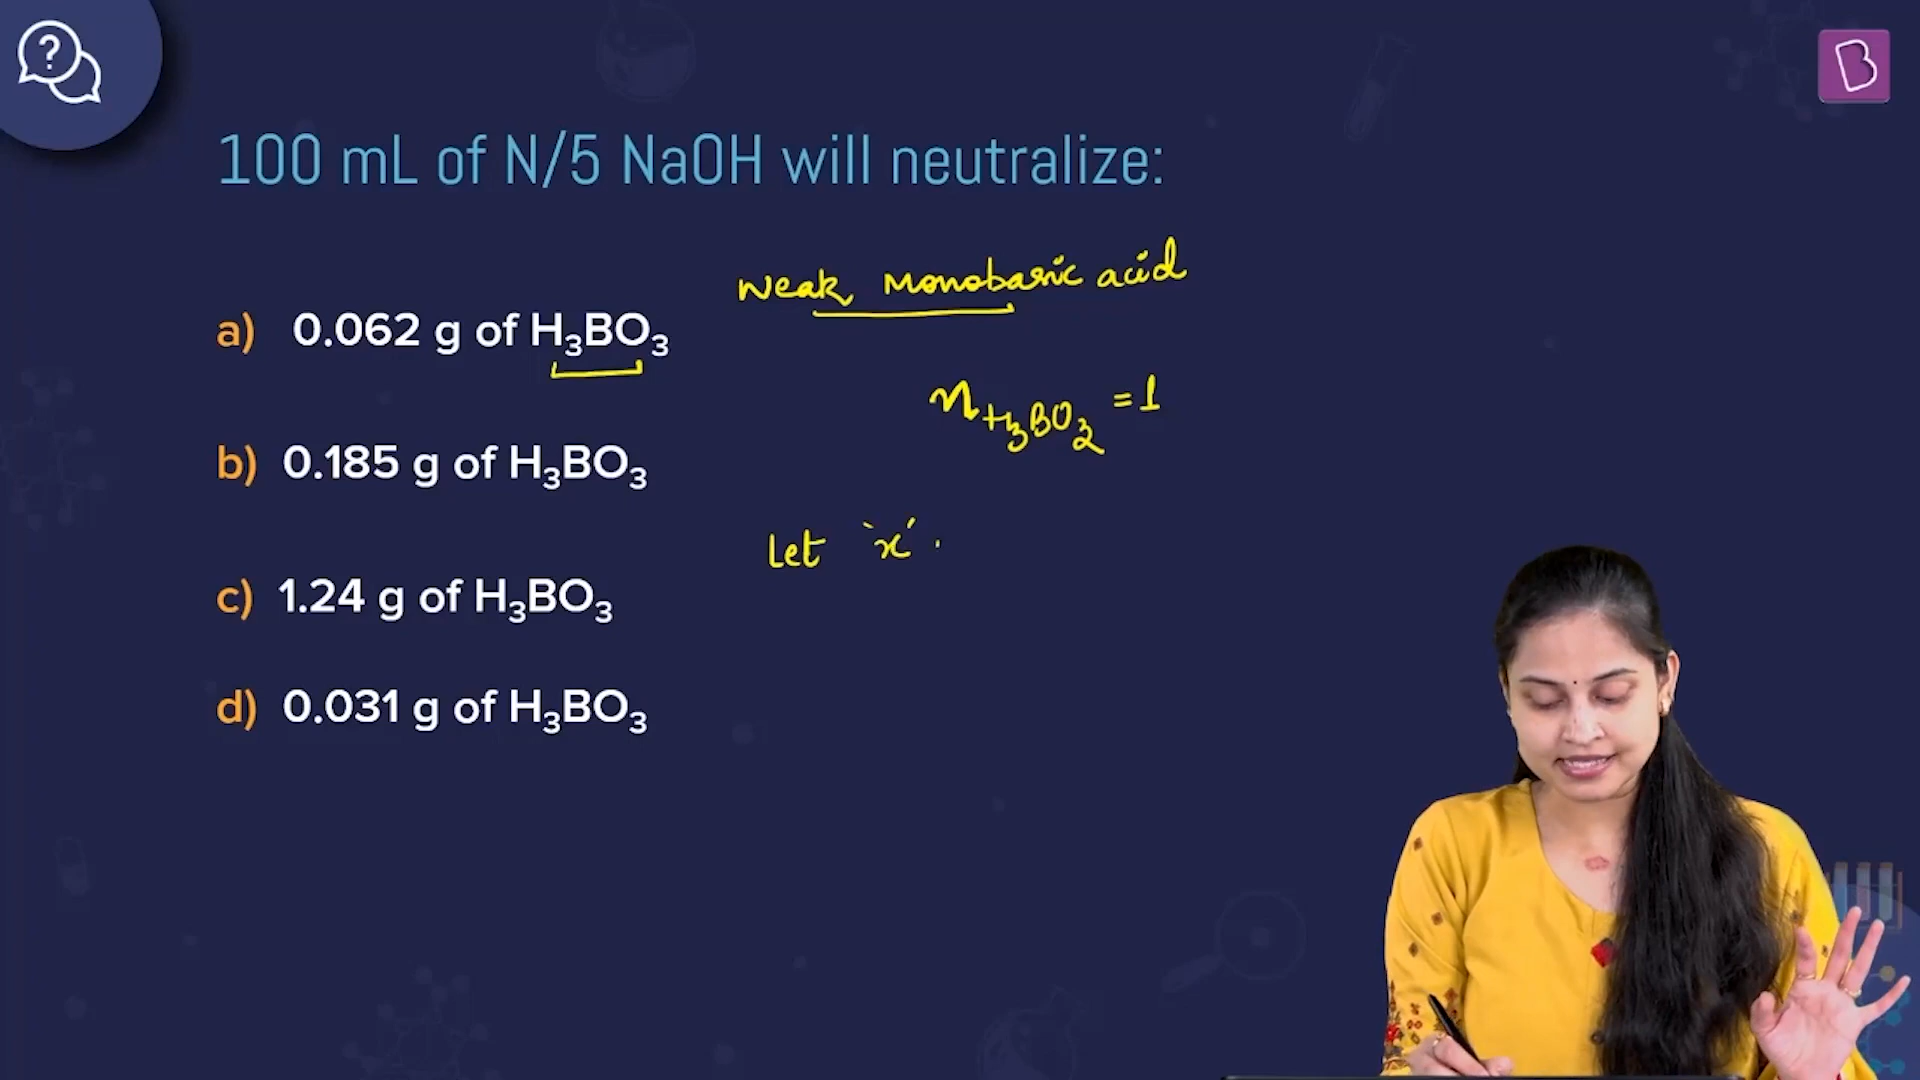 100 mL of N/5 NaOH will neutralize:
weak monobasic acid
a) 0.062 g of H₃BO₃
n H₃BO₃ = 1
b) 0.185 g of H₃BO₃
Let 'x' .
c) 1.24 g of H₃BO₃
d) 0.031 g of H₃BO₃
?
B